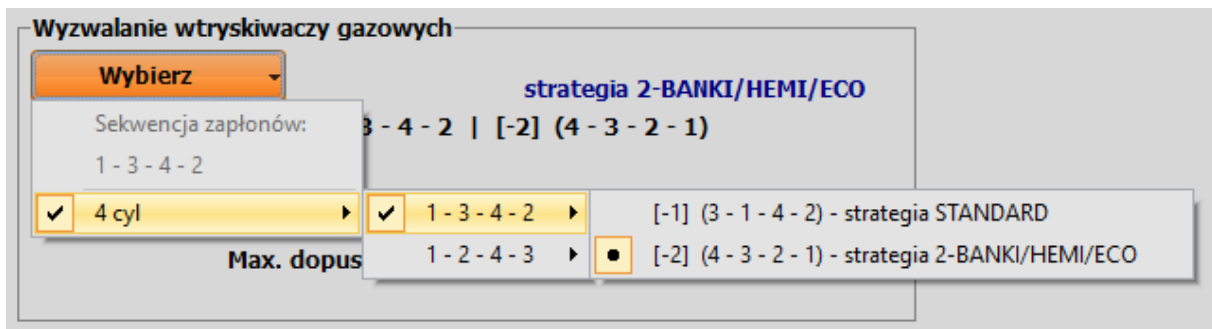 Wyzwalanie wtryskiwaczy gazowych
Wybierz
strategia 2-BANKI/HEMI/ECO
Sekwencja zapłonów:
- 4 - 2 | [-2] (4 - 3 - 2 - 1)
1 - 3 - 4 - 2
4 cyl
1 - 3 - 4 - 2
[-1] (3 - 1 - 4 - 2) - strategia STANDARD
Max. dopus
1 - 2 - 4 - 3
[-2] (4 - 3 - 2 - 1) - strategia 2-BANKI/HEMI/ECO